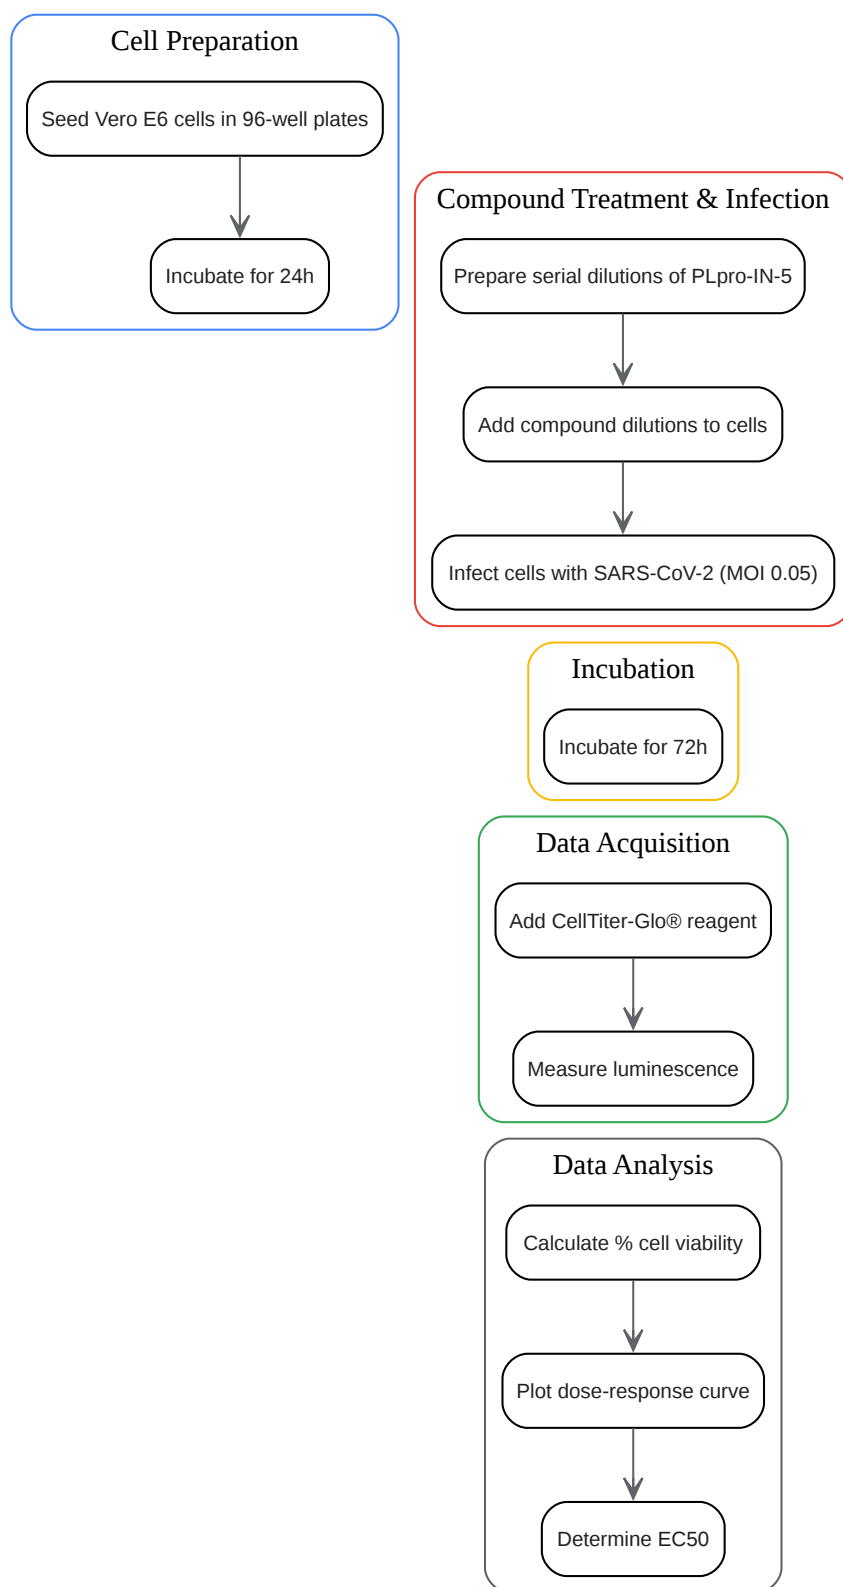 Cell Preparation
Seed Vero E6 cells in 96-well plates
Incubate for 24h
Compound Treatment & Infection
Prepare serial dilutions of PLpro-IN-5
Add compound dilutions to cells
Infect cells with SARS-CoV-2 (MOI 0.05)
Incubation
Incubate for 72h
Data Acquisition
Add CellTiter-Glo® reagent
Measure luminescence
Data Analysis
Calculate % cell viability
Plot dose-response curve
Determine EC50